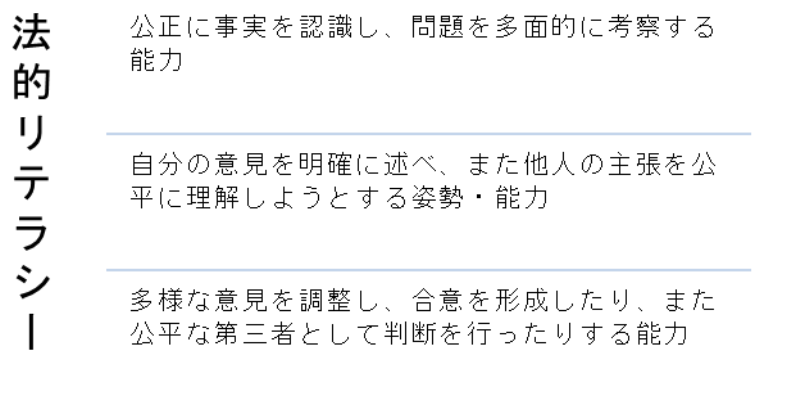 法的リテラシー
公正に事実を認識し、問題を多面的に考察する
能力
自分の意見を明確に述べ、また他人の主張を公
平に理解しようとする姿勢・能力
多様な意見を調整し、合意を形成したり、また
公平な第三者として判断を行ったりする能力